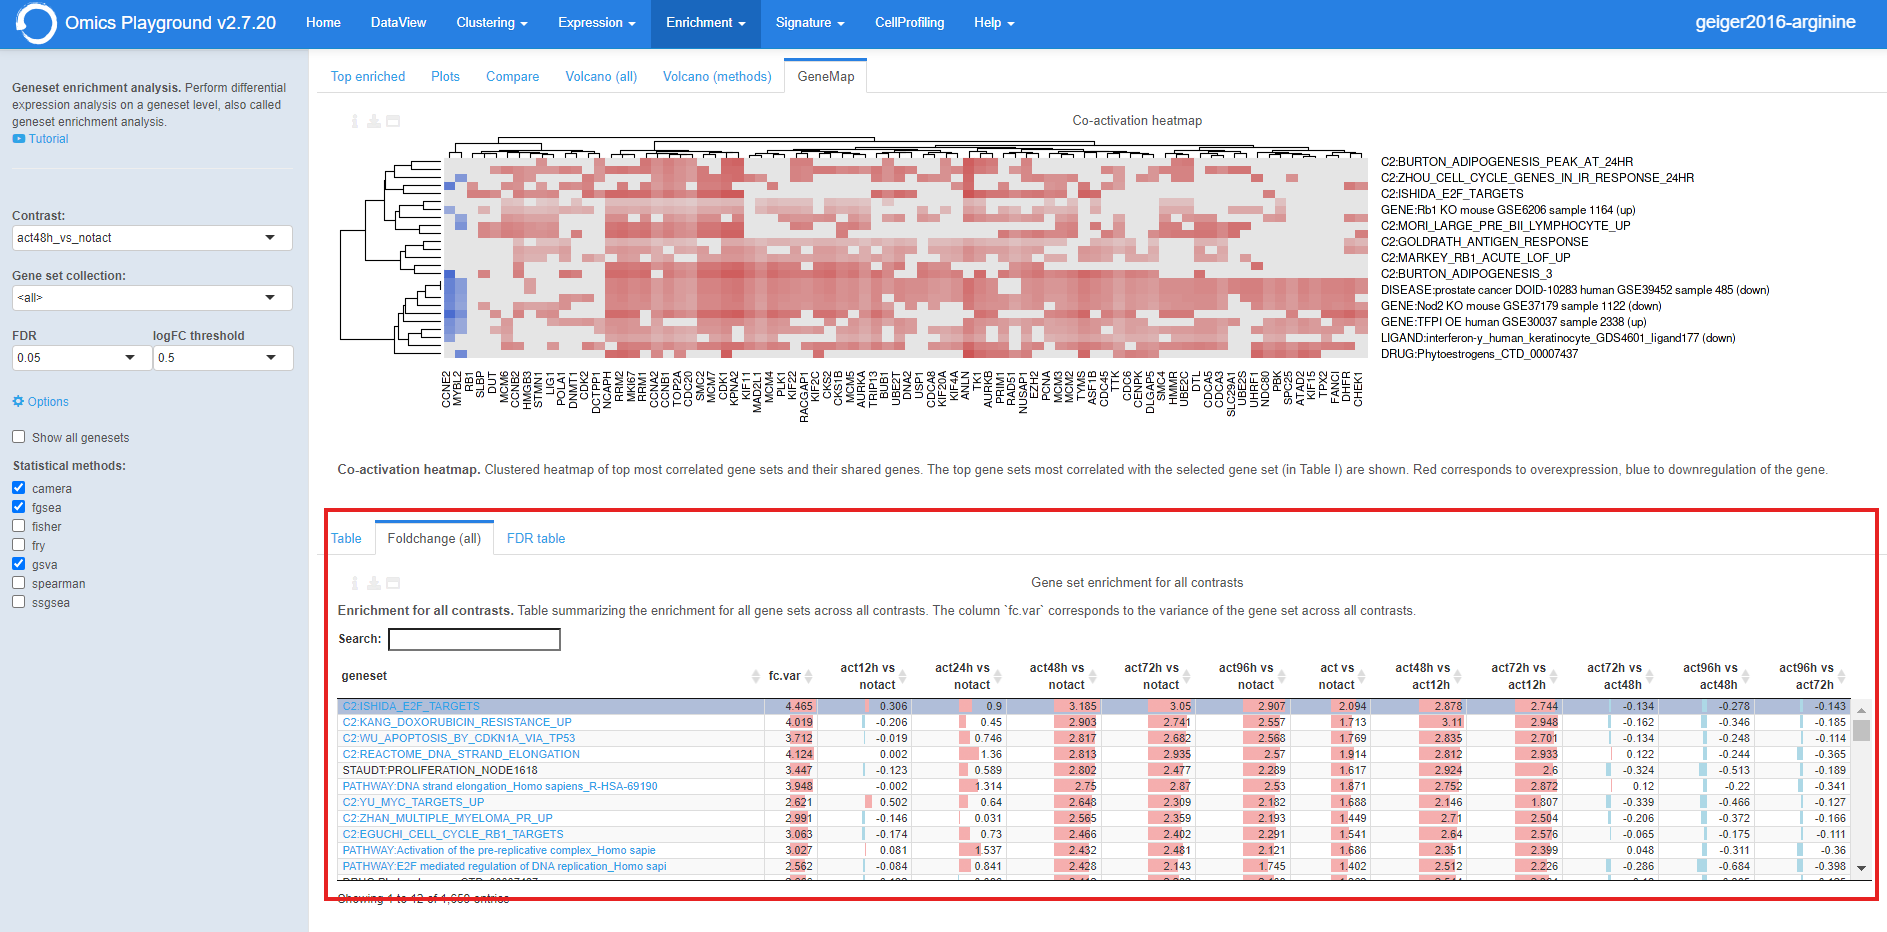 Omics Playground v2.7.20 Home DataView Clustering Expression Enrichment Signature CellProfiling Help geiger2016-arginine
Geneset enrichment analysis. Perform differential
expression analysis on a geneset level, also called
geneset enrichment analysis.
Tutorial
Contrast:
act48h_vs_notact
Gene set collection:
<all>
FDR logFC threshold
0.05 0.5
Options
Show all genesets
Statistical methods:
camera
fgsea
fisher
fry
gsva
spearman
ssgsea
Top enriched Plots Compare Volcano (all) Volcano (methods) GeneMap
Co-activation heatmap
C2:BURTON_ADIPOGENESIS_PEAK_AT_24HR
C2:ZHOU_CELL_CYCLE_GENES_IN_IR_RESPONSE_24HR
C2:ISHIDA_E2F_TARGETS
GENE:Rb1 KO mouse GSE6206 sample 1164 (up)
C2:MORI_LARGE_PRE_BII_LYMPHOCYTE_UP
C2:GOLDRATH_ANTIGEN_RESPONSE
C2:MARKEY_RB1_ACUTE_LOF_UP
C2:BURTON_ADIPOGENESIS_3
DISEASE:prostate cancer DOID-10283 human GSE39452 sample 485 (down)
GENE:Nod2 KO mouse GSE37179 sample 1122 (down)
GENE:TFPI OE human GSE30037 sample 2338 (up)
LIGAND:interferon-y_human_keratinocyte_GDS4601_ligand177 (down)
DRUG:Phytoestrogens_CTD_00007437
CCNE2 MYBL2 RB1 SLBP DUT MCM6 CCNB2 HMGB3 STMN1 LIG1 POLA1 DNMT1 CDK2 DCTPP1 NCAPH RRM2 MKI67 RRM1 CCNA2 CCNB1 TOP2A CDC20 SMC2 MCM7 CDK1 KPNA2 KIF11 MAD2L1 MCM4 PLK1 KIF22 RACGAP1 KIF2C CKS2 CKS1B MCM5 AURKA TRIP13 BUB1 UBE2T DNA2 USP1 CDCA8 KIF20A KIF4A ANLN TK1 AURKB PRIM1 RAD51 NUSAP1 EZH2 PCNA MCM3 MCM2 TYMS ASF1B CDC45 TTK CDC6 CENPK DLGAP5 SMC4 HMMR UBE2C DTL CDCA5 CDCA3 SLC29A1 UBE2S UHRF1 NDC80 PBK SPC25 ATAD2 KIF15 TPX2 FANCI DHFR CHEK1
Co-activation heatmap. Clustered heatmap of top most correlated gene sets and their shared genes. The top gene sets most correlated with the selected gene set (in Table I) are shown. Red corresponds to overexpression, blue to downregulation of the gene.
Table Foldchange (all) FDR table
Gene set enrichment for all contrasts
Enrichment for all contrasts. Table summarizing the enrichment for all gene sets across all contrasts. The column `fc.var` corresponds to the variance of the gene set across all contrasts.
Search:
geneset fc.var act12h vs notact act24h vs notact act48h vs notact act72h vs notact act96h vs notact act vs notact act48h vs act12h act72h vs act12h act72h vs act48h act96h vs act48h act96h vs act72h
C2:ISHIDA_E2F_TARGETS 4.465 0.306 0.9 3.185 3.05 2.907 2.094 2.878 2.744 -0.134 -0.278 -0.143
C2:KANG_DOXORUBICIN_RESISTANCE_UP 4.019 -0.206 0.45 2.903 2.741 2.557 1.713 3.11 2.948 -0.162 -0.346 -0.185
C2:WU_APOPTOSIS_BY_CDKN1A_VIA_TP53 3.712 -0.019 0.746 2.817 2.682 2.568 1.769 2.835 2.701 -0.134 -0.248 -0.114
C2:REACTOME_DNA_STRAND_ELONGATION 4.124 0.002 1.36 2.813 2.935 2.57 1.914 2.812 2.933 0.122 -0.244 -0.365
STAUDT:PROLIFERATION_NODE1618 3.447 -0.123 0.589 2.802 2.477 2.289 1.617 2.924 2.6 -0.324 -0.513 -0.189
PATHWAY:DNA strand elongation_Homo sapiens_R-HSA-69190 3.948 -0.002 1.314 2.75 2.87 2.53 1.871 2.752 2.872 0.12 -0.22 -0.341
C2:YU_MYC_TARGETS_UP 2.621 0.502 0.64 2.648 2.309 2.182 1.688 2.146 1.807 -0.339 -0.466 -0.127
C2:ZHAN_MULTIPLE_MYELOMA_PR_UP 2.991 -0.146 0.031 2.565 2.359 2.193 1.449 2.71 2.504 -0.206 -0.372 -0.166
C2:EGUCHI_CELL_CYCLE_RB1_TARGETS 3.063 -0.174 0.73 2.466 2.402 2.291 1.541 2.64 2.576 -0.065 -0.175 -0.111
PATHWAY:Activation of the pre-replicative complex_Homo sapie 3.027 0.081 1.537 2.432 2.481 2.121 1.686 2.351 2.399 0.048 -0.311 -0.36
PATHWAY:E2F mediated regulation of DNA replication_Homo sapi 2.562 -0.084 0.841 2.428 2.143 1.745 1.402 2.512 2.226 -0.286 -0.684 -0.398
Showing 1 to 12 of 1,659 entries